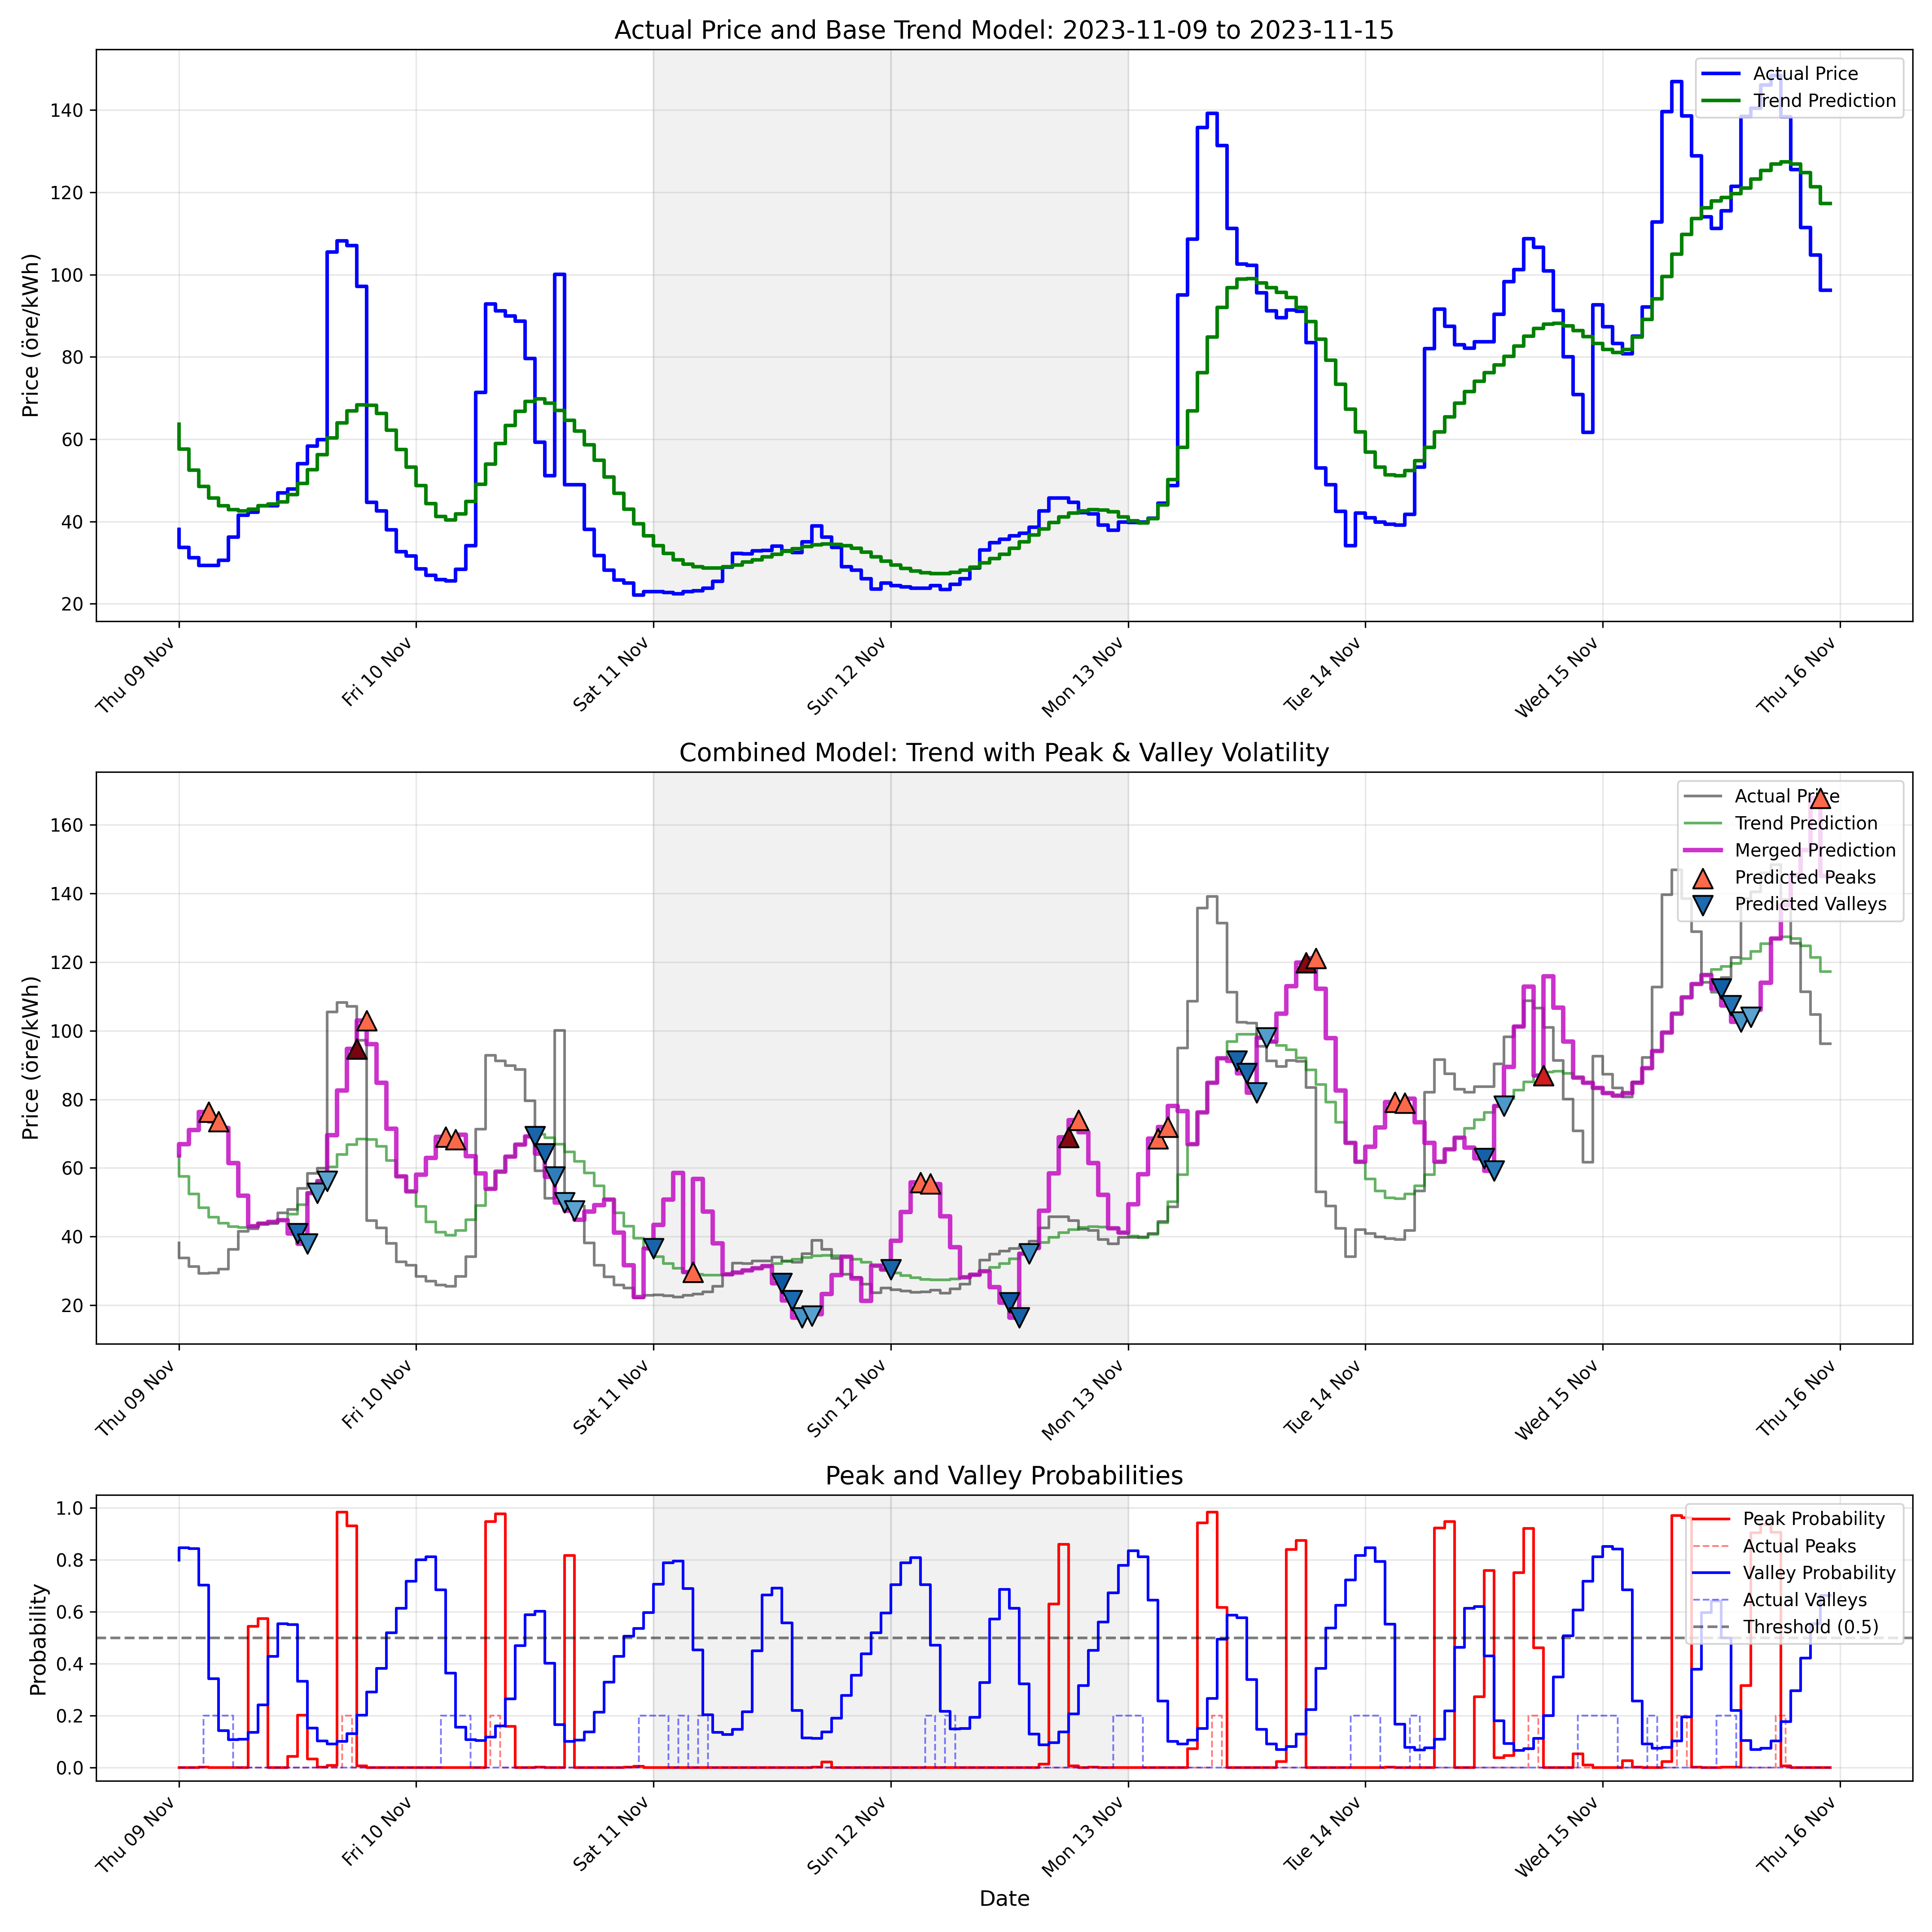 Actual Price and Base Trend Model: 2023-11-09 to 2023-11-15
Price (öre/kWh)
140
120
100
80
60
40
20
Actual Price
Trend Prediction
Thu 09 Nov
Fri 10 Nov
Sat 11 Nov
Sun 12 Nov
Mon 13 Nov
Tue 14 Nov
Wed 15 Nov
Thu 16 Nov
Combined Model: Trend with Peak & Valley Volatility
Price (öre/kWh)
160
140
120
100
80
60
40
20
Actual Price
Trend Prediction
Merged Prediction
Predicted Peaks
Predicted Valleys
Thu 09 Nov
Fri 10 Nov
Sat 11 Nov
Sun 12 Nov
Mon 13 Nov
Tue 14 Nov
Wed 15 Nov
Thu 16 Nov
Peak and Valley Probabilities
Probability
1.0
0.8
0.6
0.4
0.2
0.0
Peak Probability
Actual Peaks
Valley Probability
Actual Valleys
Threshold (0.5)
Thu 09 Nov
Fri 10 Nov
Sat 11 Nov
Sun 12 Nov
Mon 13 Nov
Tue 14 Nov
Wed 15 Nov
Thu 16 Nov
Date